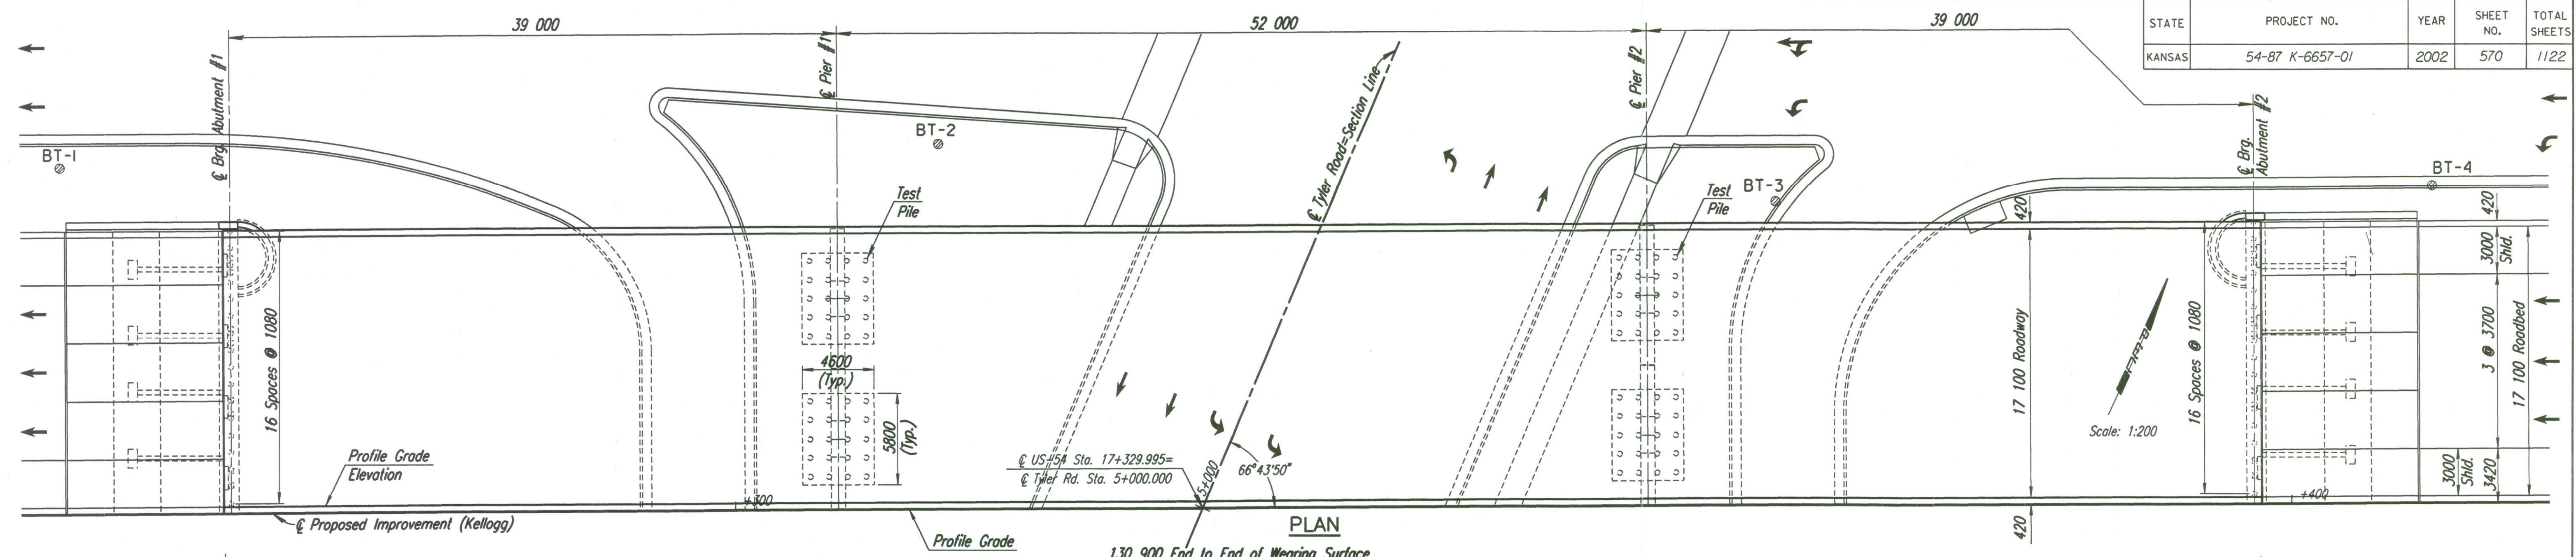 39 000
52 000
39 000
STATE
PROJECT NO.
YEAR
SHEET NO.
TOTAL SHEETS
KANSAS
54-87 K-6657-01
2002
570
1122
℄ Brg. Abutment #1
℄ Pier #1
℄ Tyler Road=Section Line
℄ Pier #2
℄ Brg. Abutment #2
BT-1
BT-2
BT-3
BT-4
Test
Pile
Test
Pile
420
420
3000
Shld.
16 Spaces @ 1080
4600
(Typ.)
5800
(Typ.)
17 100 Roadway
16 Spaces @ 1080
3 @ 3700
17 100 Roadbed
Scale: 1:200
Profile Grade
Elevation
℄ US-54 Sta. 17+329.995=
℄ Tyler Rd. Sta. 5+000.000
5+000
66°43'50"
3000
Shld.
3420
+300
+400
℄ Proposed Improvement (Kellogg)
Profile Grade
PLAN
420
130 900 End to End of Wearing Surface